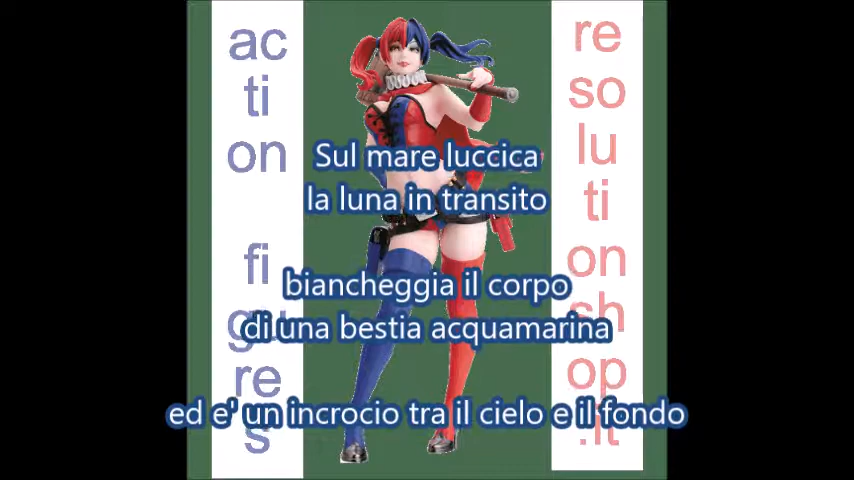 ac
ti
on
fi
gu
re
s
Sul mare luccica
la luna in transito
biancheggia il corpo
di una bestia acquamarina
ed e' un incrocio tra il cielo e il fondo
re
so
lu
ti
on
sh
op
.it